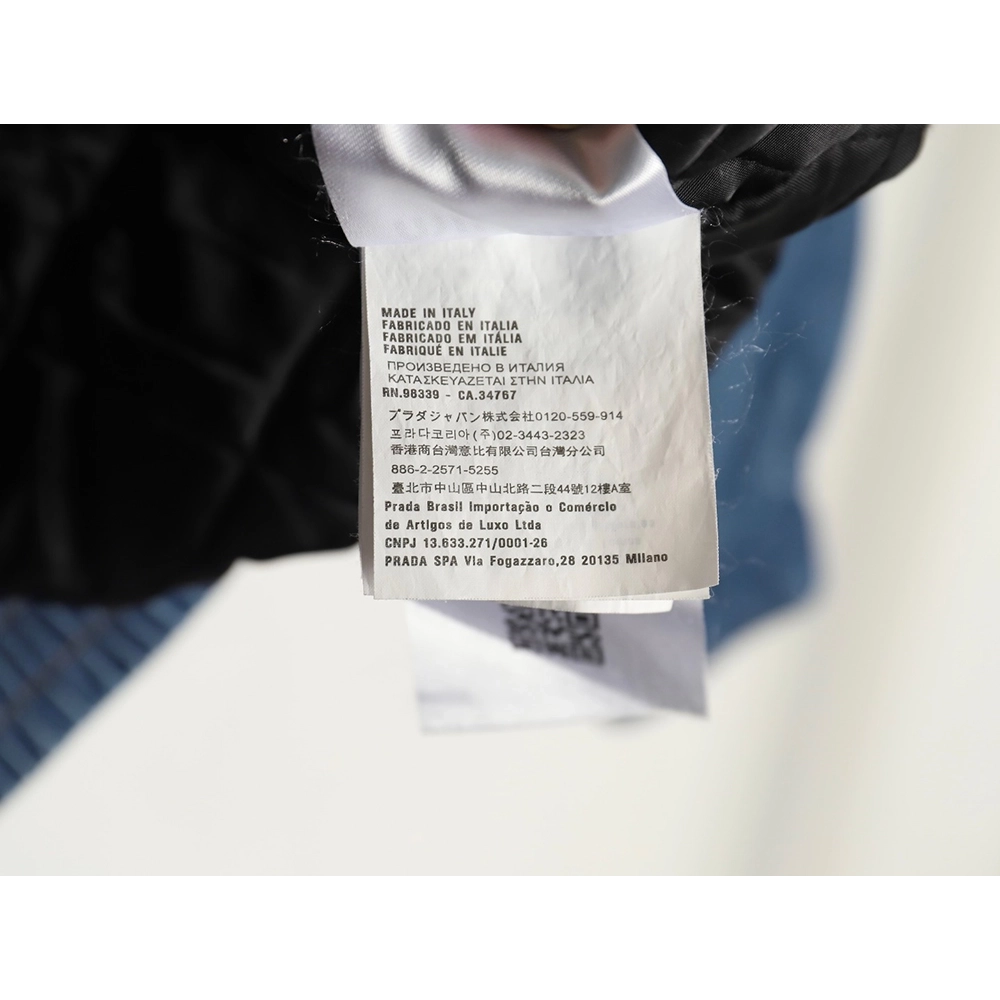 MADE IN ITALY
FABRICADO EN ITALIA
FABRICADO EM ITÁLIA
FABRIQUÉ EN ITALIE
ПРОИЗВЕДЕНО В ИТАЛИЯ
ΚΑΤΑΣΚΕΥΑΖΕΤΑΙ ΣΤΗΝ ΙΤΑΛΙΑ
RN.96339 - CA.34767
プラダジャパン株式会社0120-559-914
프라다코리아(주)02-3443-2323
香港商台灣意比有限公司台灣分公司
886-2-2571-5255
臺北市中山區中山北路二段44號12樓A室
Prada Brasil Importação o Comércio
de Artigos de Luxo Ltda
CNPJ 13.633.271/0001-26
PRADA SPA Via Fogazzaro,28 20135 Milano